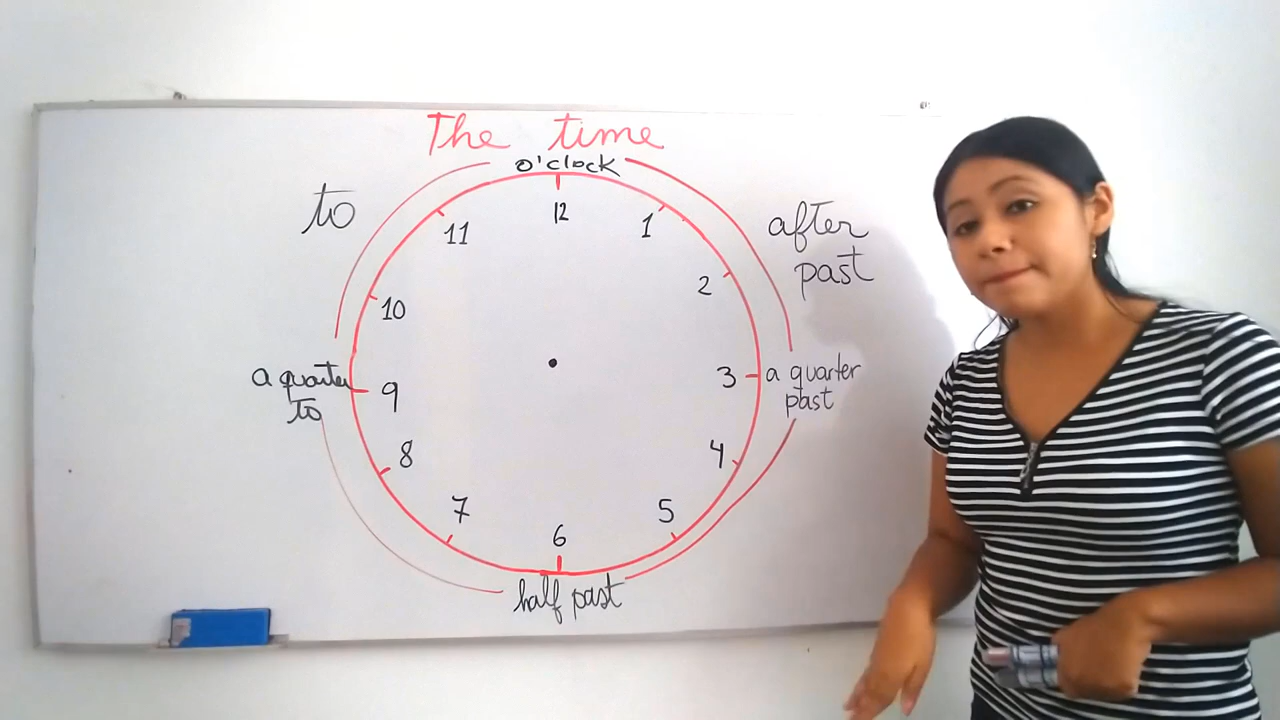 The time
o'clock
to
after
past
12
11
1
10
2
a quarter
to
9
3
a quarter
past
8
4
7
5
6
half past